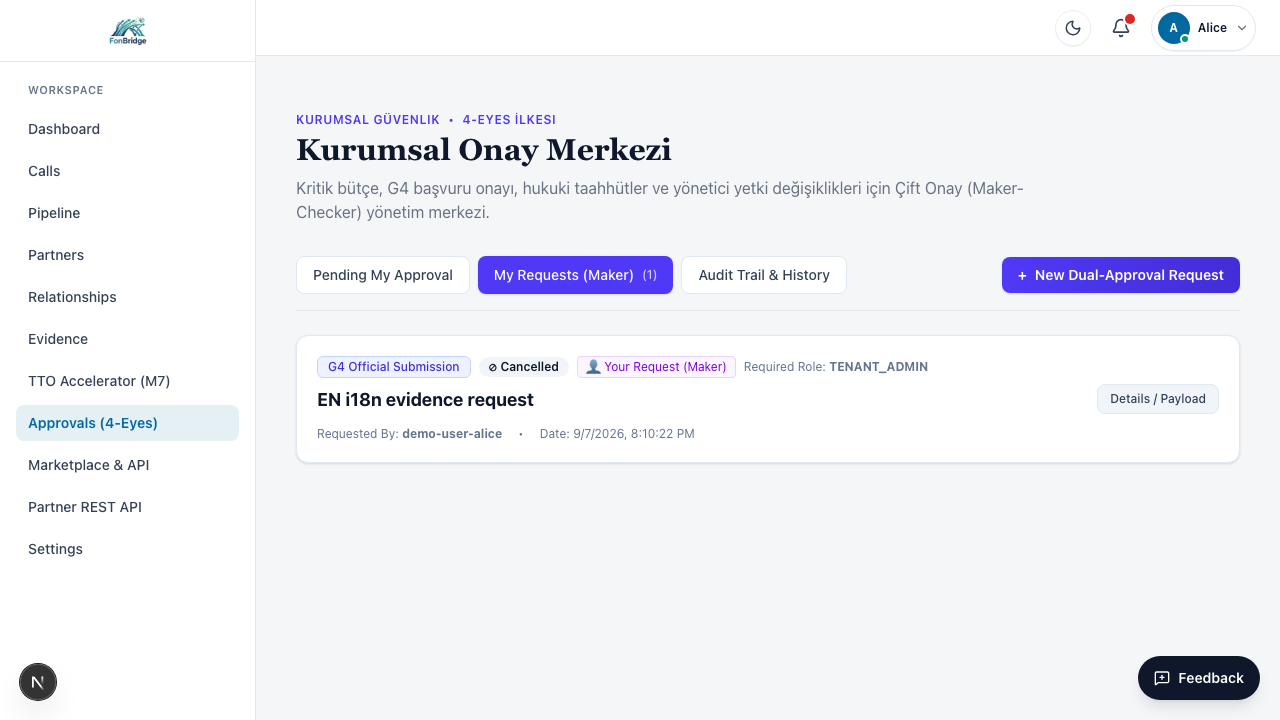 FonBridge
A
Alice
WORKSPACE
Dashboard
Calls
Pipeline
Partners
Relationships
Evidence
TTO Accelerator (M7)
Approvals (4-Eyes)
Marketplace & API
Partner REST API
Settings
KURUMSAL GÜVENLIK • 4-EYES İLKESI
Kurumsal Onay Merkezi
Kritik bütçe, G4 başvuru onayı, hukuki taahhütler ve yönetici yetki değişiklikleri için Çift Onay (Maker-
Checker) yönetim merkezi.
Pending My Approval
My Requests (Maker) (1)
Audit Trail & History
+ New Dual-Approval Request
G4 Official Submission
⊘ Cancelled
👤 Your Request (Maker)
Required Role: TENANT_ADMIN
EN i18n evidence request
Details / Payload
Requested By: demo-user-alice • Date: 9/7/2026, 8:10:22 PM
N
Feedback